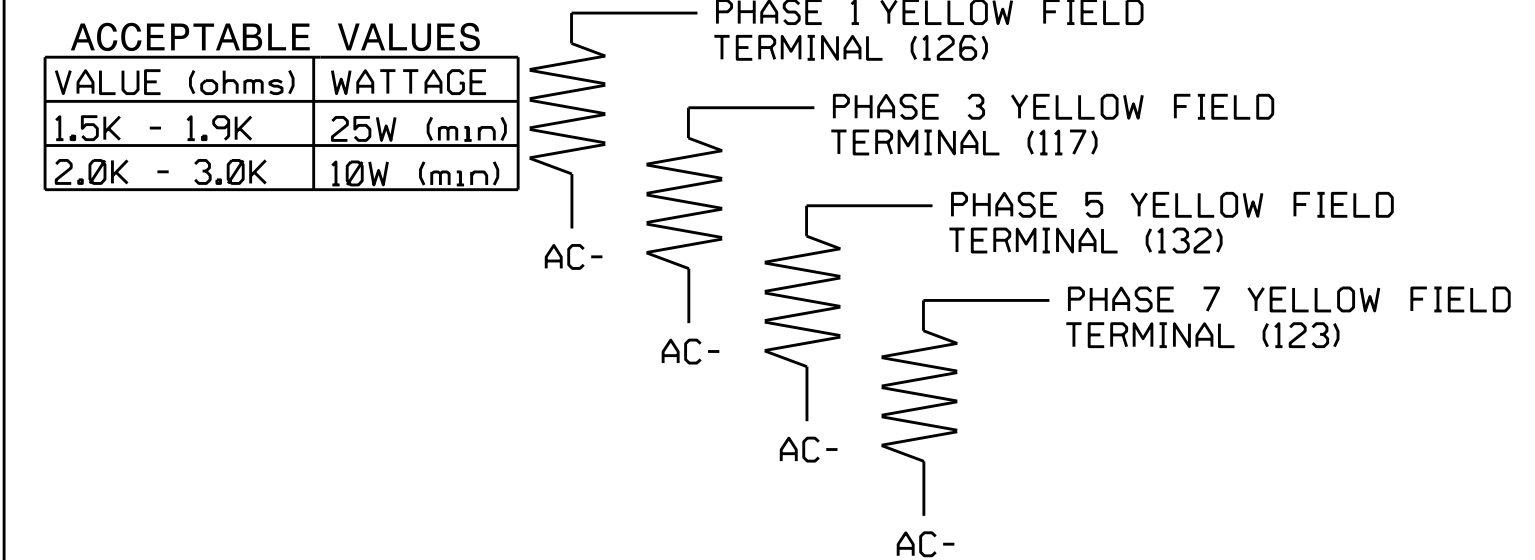 ACCEPTABLE VALUES
VALUE (ohms) WATTAGE
1.5K - 1.9K 25W (min)
2.0K - 3.0K 10W (min)
PHASE 1 YELLOW FIELD
TERMINAL (126)
AC-
PHASE 3 YELLOW FIELD
TERMINAL (117)
AC-
PHASE 5 YELLOW FIELD
TERMINAL (132)
AC-
PHASE 7 YELLOW FIELD
TERMINAL (123)
AC-